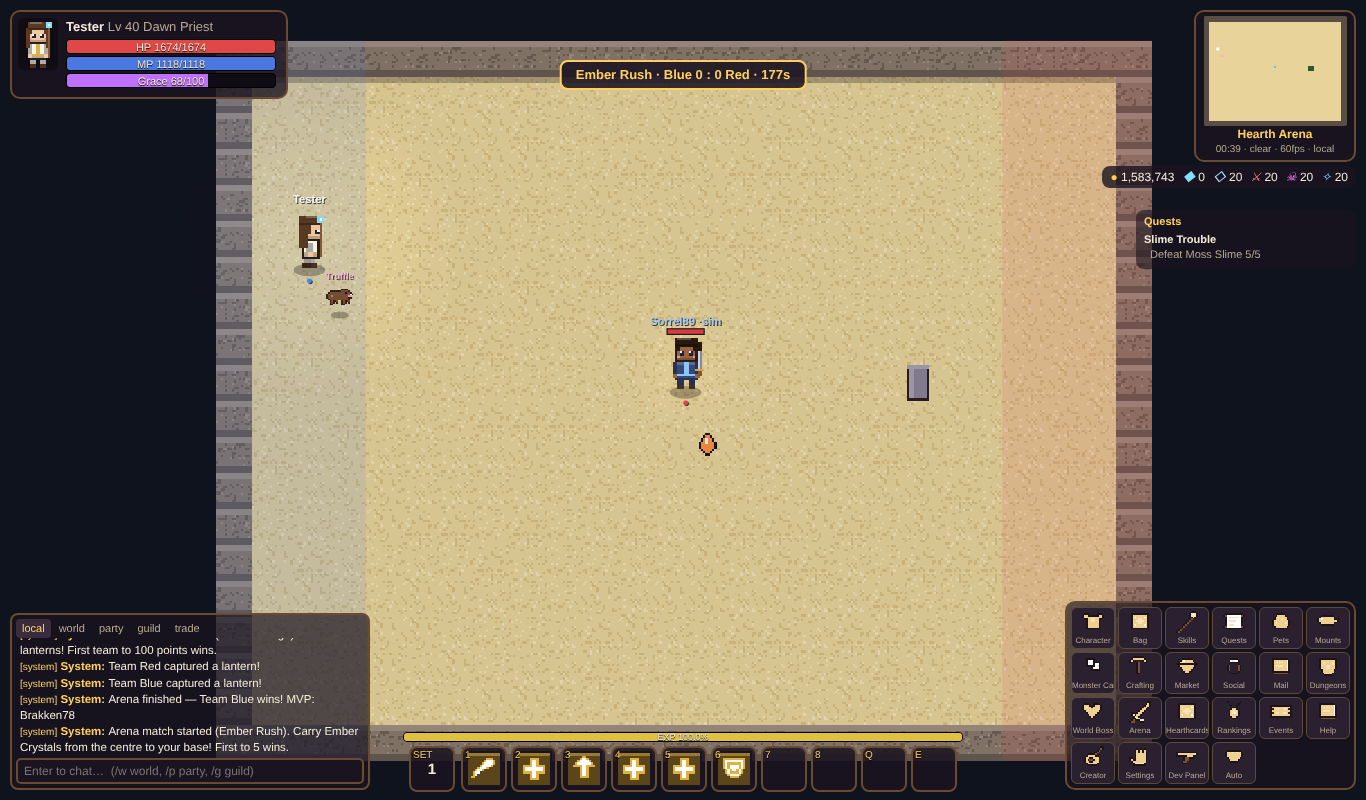 Tester Lv 40 Dawn Priest
HP 1674/1674
MP 1118/1118
Grace 68/100
Ember Rush · Blue 0 : 0 Red · 177s
Hearth Arena
00:39 · clear · 60fps · local
1,583,743 0 20 20 20 20
Quests
Slime Trouble
Defeat Moss Slime 5/5
Tester
Truffle
Sorrel89 ·sim
local world party guild trade
lanterns! First team to 100 points wins.
[system] System: Team Red captured a lantern!
[system] System: Team Blue captured a lantern!
[system] System: Arena finished — Team Blue wins! MVP:
Brakken78
[system] System: Arena match started (Ember Rush). Carry Ember
Crystals from the centre to your base! First to 5 wins.
Enter to chat… (/w world, /p party, /g guild)
EXP 100.0%
SET 1 2 3 4 5 6 7 8 Q E
1
Character Bag Skills Quests Pets Mounts
Monster Ca Crafting Market Social Mail Dungeons
World Boss Arena Hearthcards Rankings Events Help
Creator Settings Dev Panel Auto